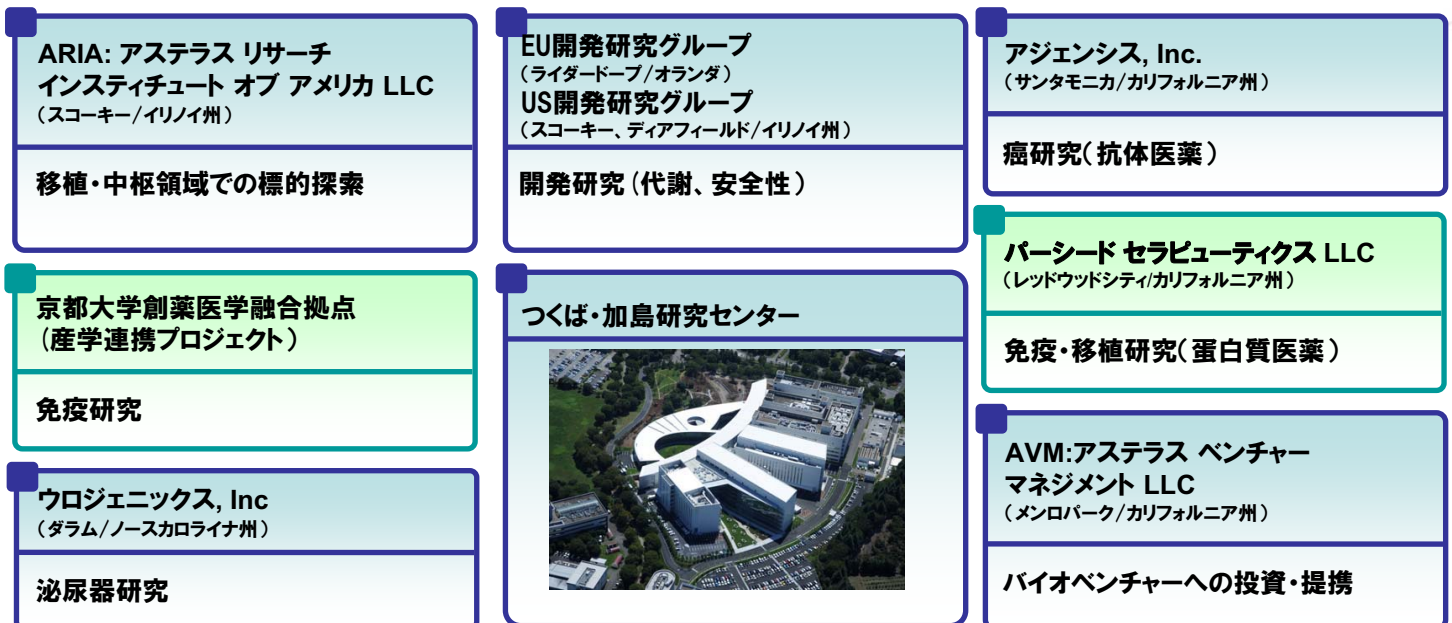 ARIA: アステラス リサーチ
インスティチュート オブ アメリカ LLC
（スコーキー/イリノイ州）
移植・中枢領域での標的探索
EU開発研究グループ
（ライダードープ/オランダ）
US開発研究グループ
（スコーキー、ディアフィールド/イリノイ州）
開発研究（代謝、安全性）
アジェンシス, Inc.
（サンタモニカ/カリフォルニア州）
癌研究（抗体医薬）
京都大学創薬医学融合拠点
（産学連携プロジェクト）
免疫研究
つくば・加島研究センター
パーシード セラピューティクス LLC
（レッドウッドシティ/カリフォルニア州）
免疫・移植研究（蛋白質医薬）
ウロジェニックス, Inc
（ダラム/ノースカロライナ州）
泌尿器研究
AVM:アステラス ベンチャー
マネジメント LLC
（メンロパーク/カリフォルニア州）
バイオベンチャーへの投資・提携